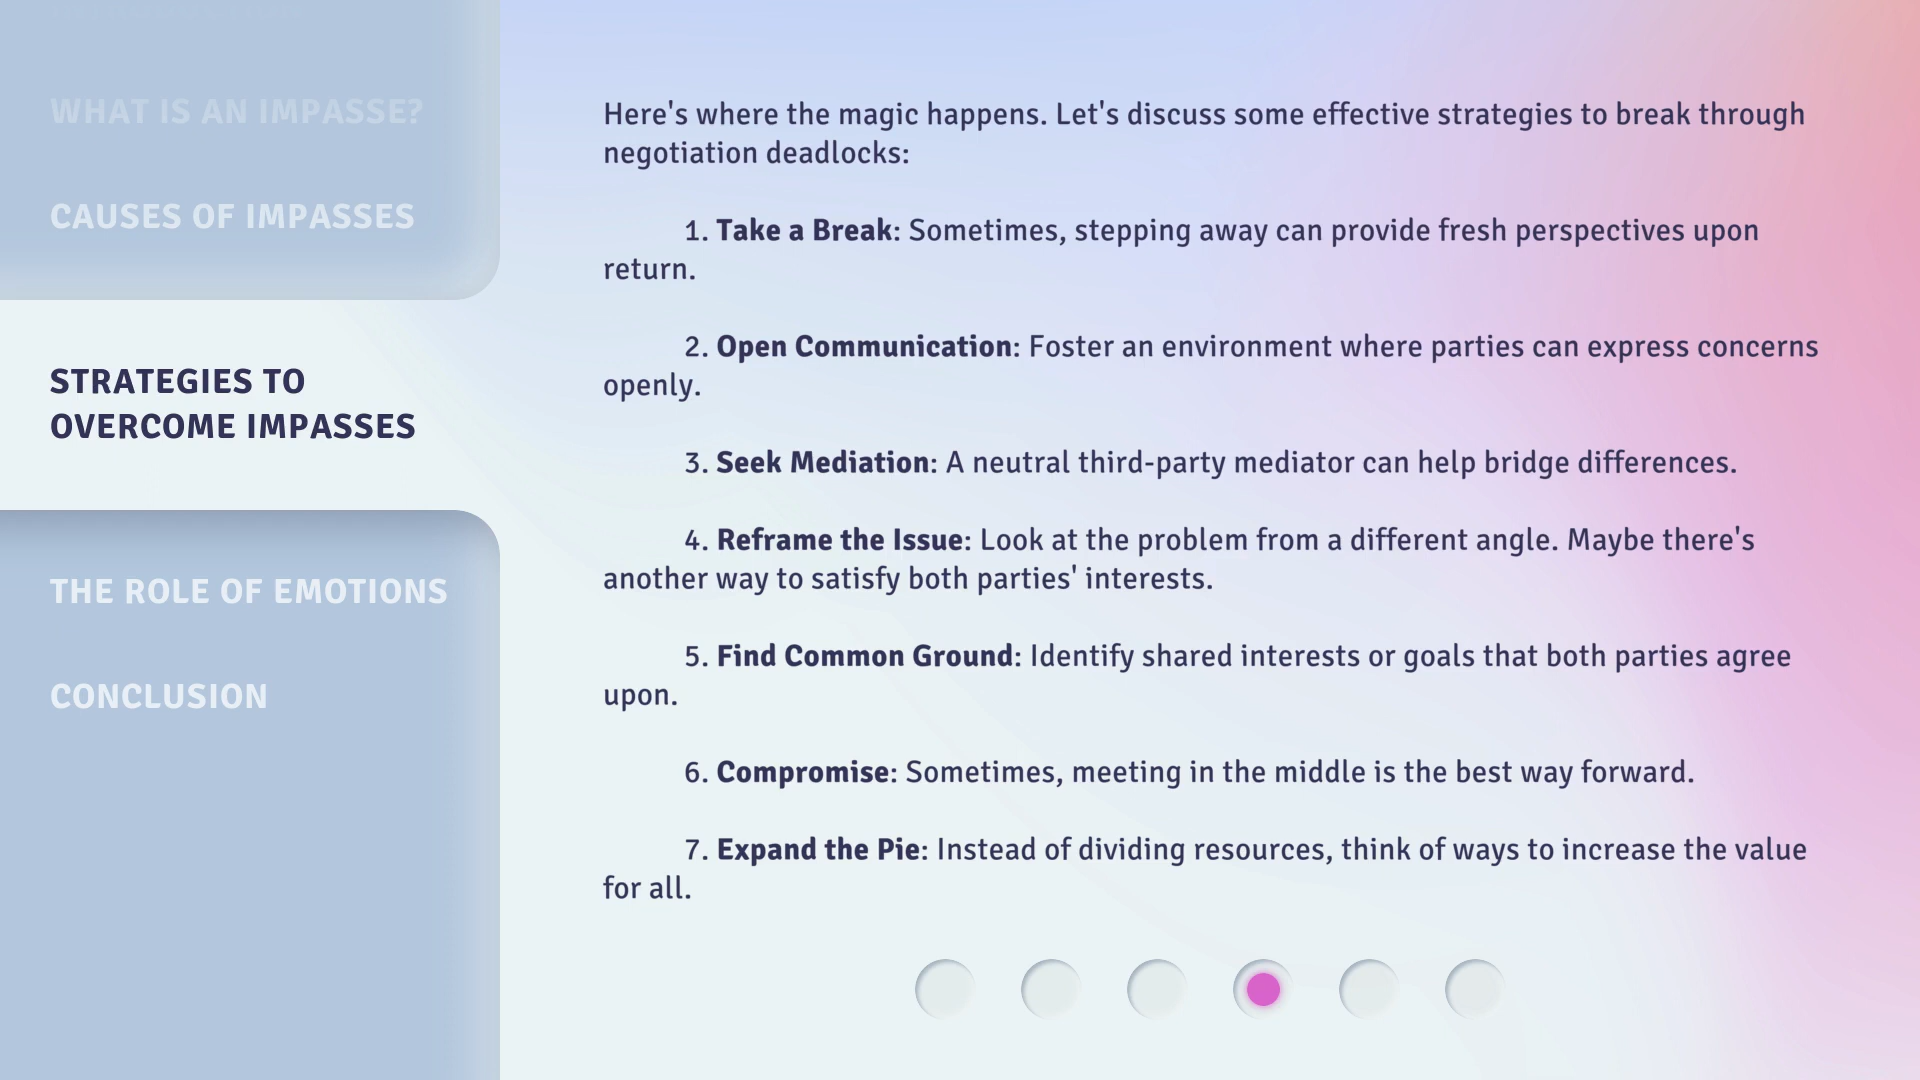 WHAT IS AN IMPASSE?
CAUSES OF IMPASSES
STRATEGIES TO
OVERCOME IMPASSES
THE ROLE OF EMOTIONS
CONCLUSION
Here's where the magic happens. Let's discuss some effective strategies to break through
negotiation deadlocks:
1. Take a Break: Sometimes, stepping away can provide fresh perspectives upon
return.
2. Open Communication: Foster an environment where parties can express concerns
openly.
3. Seek Mediation: A neutral third-party mediator can help bridge differences.
4. Reframe the Issue: Look at the problem from a different angle. Maybe there's
another way to satisfy both parties' interests.
5. Find Common Ground: Identify shared interests or goals that both parties agree
upon.
6. Compromise: Sometimes, meeting in the middle is the best way forward.
7. Expand the Pie: Instead of dividing resources, think of ways to increase the value
for all.